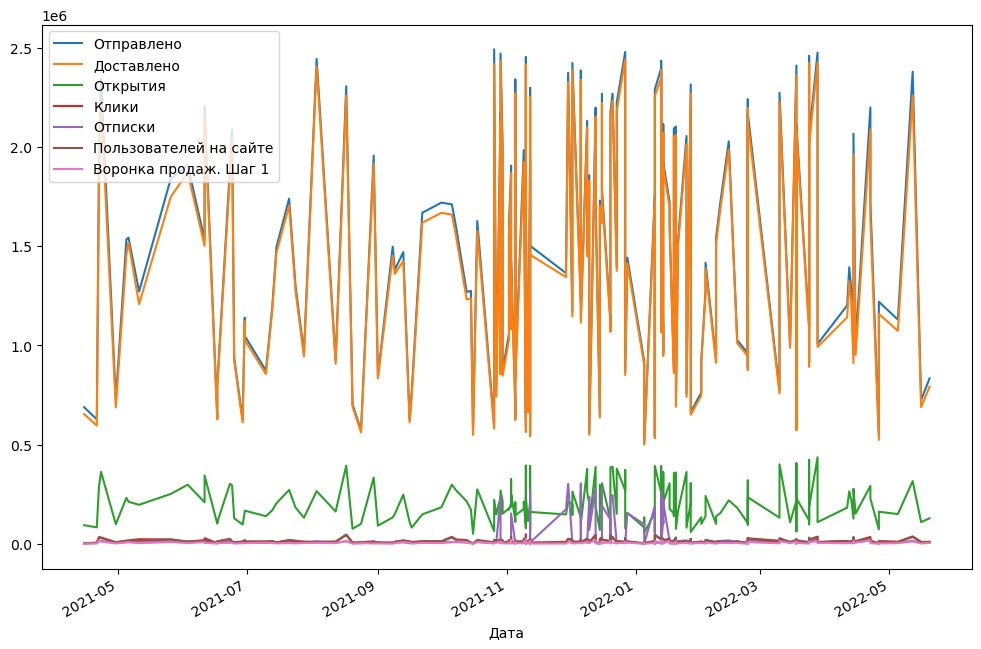 1e6
2.5
2.0
1.5
1.0
0.5
0.0
Отправлено
Доставлено
Открытия
Клики
Отписки
Пользователей на сайте
Воронка продаж. Шаг 1
2021-05
2021-07
2021-09
2021-11
2022-01
2022-03
2022-05
Дата